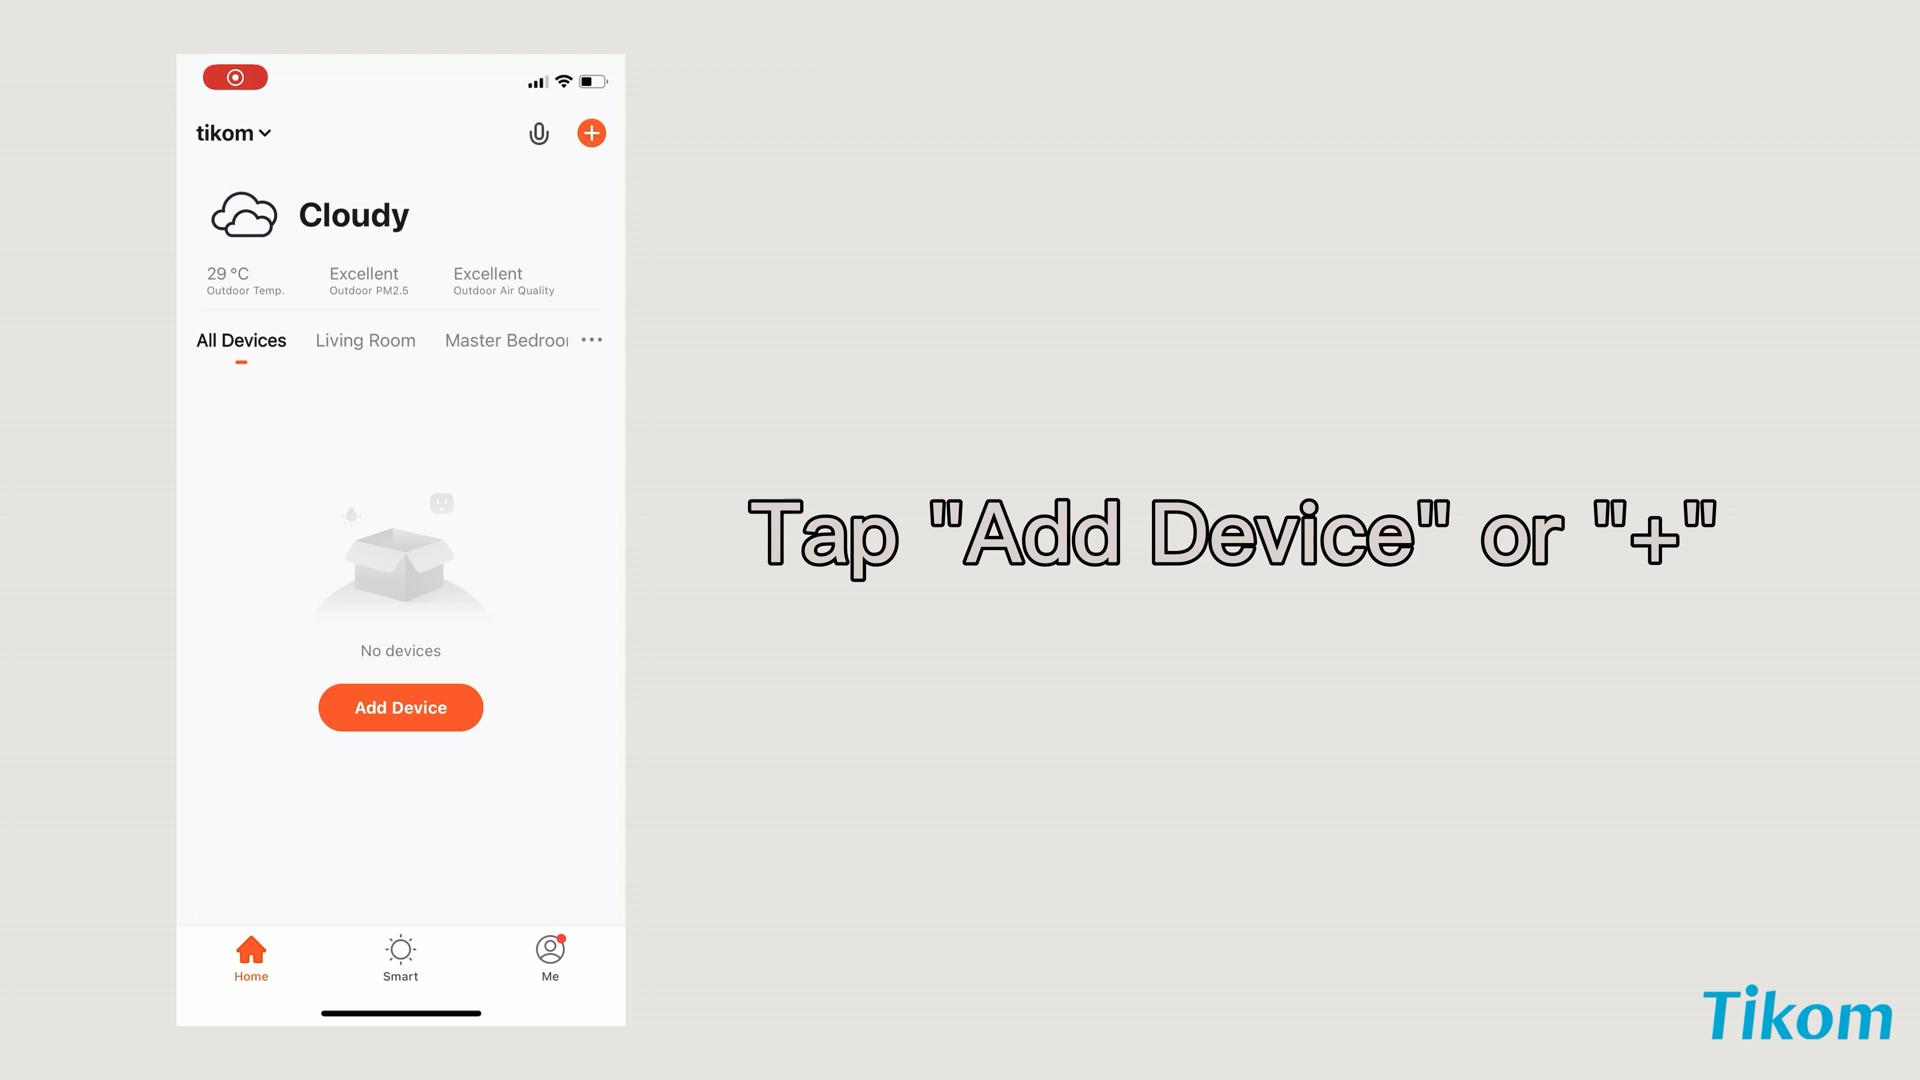 tikom
Cloudy
29 °C
Outdoor Temp.
Excellent
Outdoor PM2.5
Excellent
Outdoor Air Quality
All Devices Living Room Master Bedroo
No devices
Add Device
Home Smart Me
Tap "Add Device" or "+"
Tikom